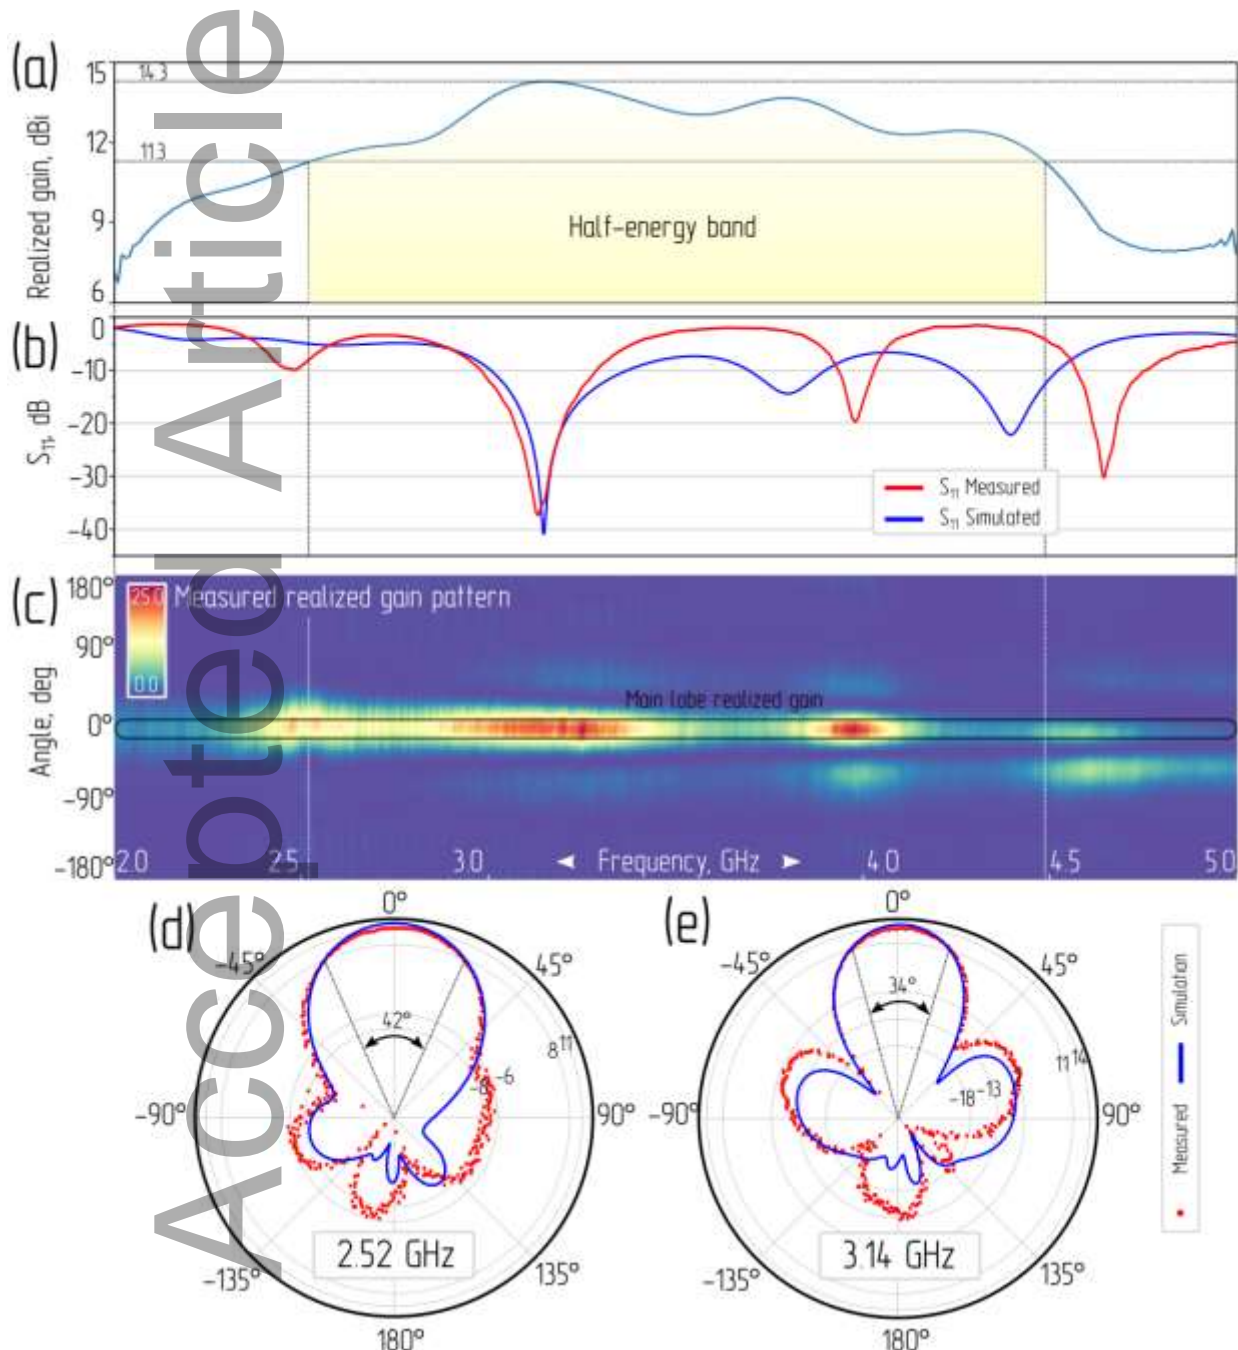 Accepted Article
(a)
Realized gain, dBi
15
12
9
6
14.3
11.3
Half-energy band
(b)
S₁₁, dB
0
-10
-20
-30
-40
S₁₁ Measured
S₁₁ Simulated
(c)
Angle, deg
180°
90°
0°
-90°
-180°
25.0
0.0
Measured realized gain pattern
Main lobe realized gain
2.0 2.5 3.0 ◄ Frequency, GHz ► 4.0 4.5 5.0
(d)
0°
45°
90°
135°
180°
-135°
-90°
-45°
42°
8 11
-8 -6
2.52 GHz
(e)
0°
45°
90°
135°
180°
-135°
-90°
-45°
34°
11 14
-18 -13
3.14 GHz
Measured Simulation